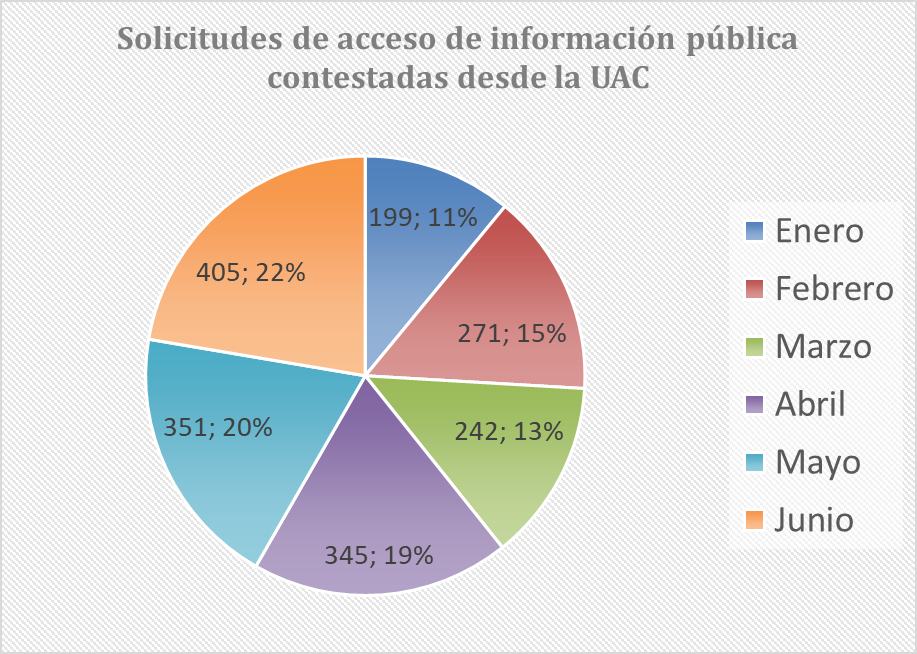 Solicitudes de acceso de información pública
contestadas desde la UAC
199; 11%
271; 15%
242; 13%
345; 19%
351; 20%
405; 22%
Enero
Febrero
Marzo
Abril
Mayo
Junio